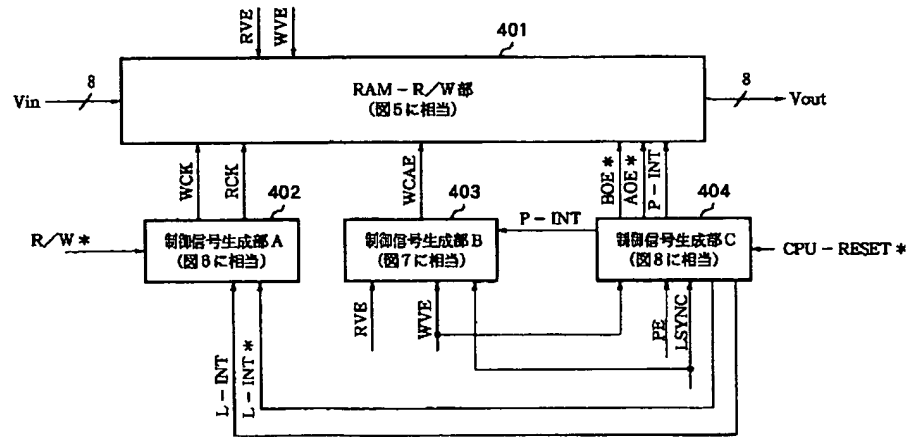 RVE
WVE
401
Vin
8
RAM－R／W部
(図5に相当)
8
Vout
WCK
RCK
WCAE
BOE＊
AOE＊
P－INT
402
403
404
R／W＊
制御信号生成部A
(図6に相当)
制御信号生成部B
(図7に相当)
P－INT
制御信号生成部C
(図8に相当)
CPU－RESET＊
L－INT
L－INT＊
RVE
WVE
PE
LSYNC